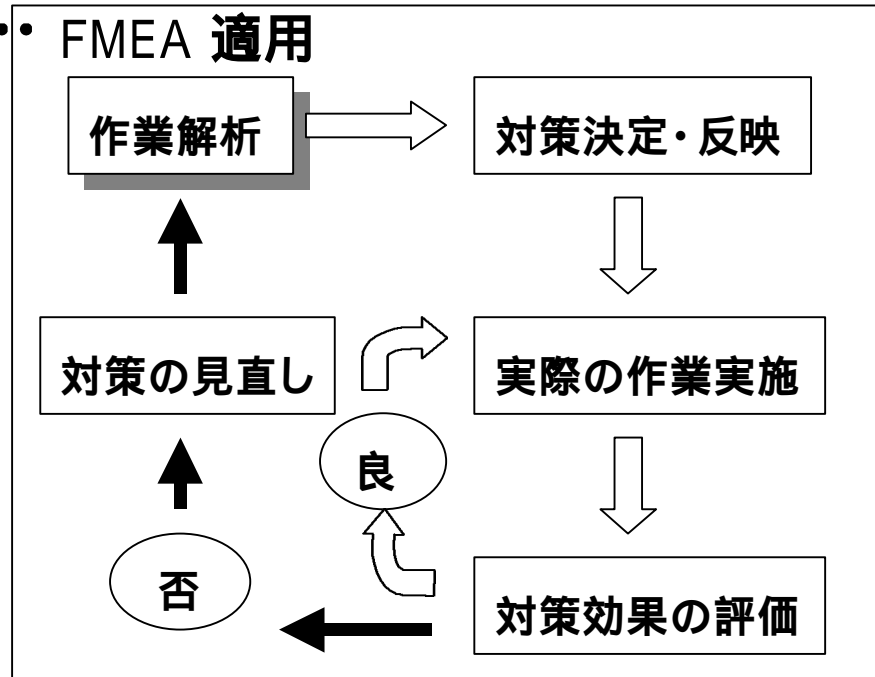 FMEA 適用
作業解析
対策決定・反映
対策の見直し
実際の作業実施
良
否
対策効果の評価